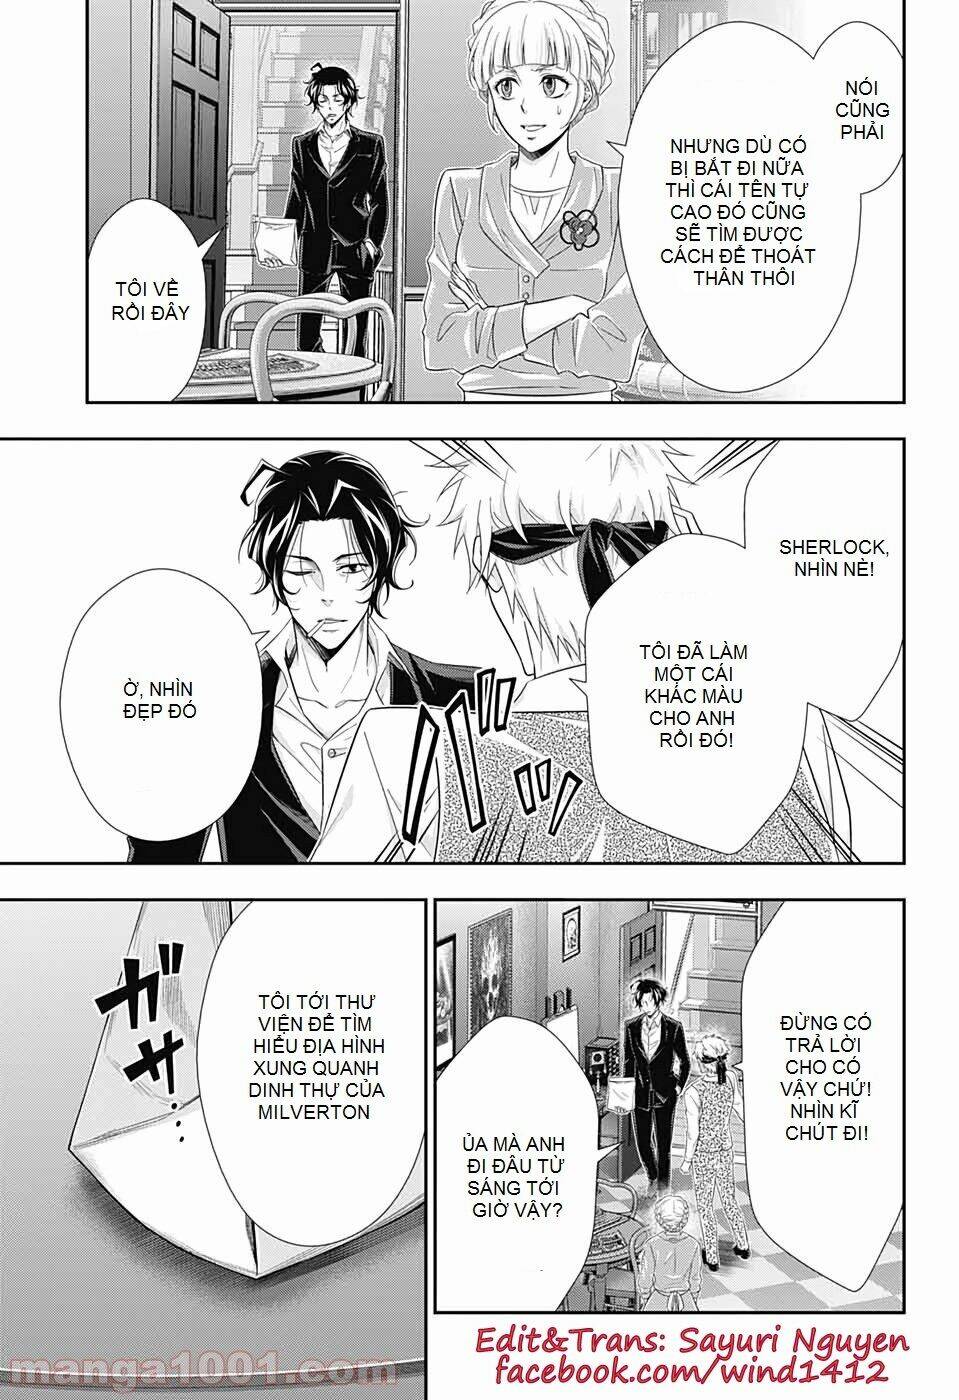 NÓI
CŨNG
PHẢI
NHƯNG DÙ CÓ
BỊ BẮT ĐI NỮA
THÌ CÁI TÊN TỰ
CAO ĐÓ CŨNG
SẼ TÌM ĐƯỢC
CÁCH ĐỂ THOÁT
THÂN THÔI
TÔI VỀ
RỒI ĐÂY
SHERLOCK,
NHÌN NÈ!
TÔI ĐÃ LÀM
MỘT CÁI
KHÁC MÀU
CHO ANH
RỒI ĐÓ!
Ờ, NHÌN
ĐẸP ĐÓ
ĐỪNG CÓ
TRẢ LỜI
CHO CÓ
VẬY CHỨ!
NHÌN KĨ
CHÚT ĐI!
ỦA MÀ ANH
ĐI ĐÂU TỪ
SÁNG TỚI
GIỜ VẬY?
TÔI TỚI THƯ
VIỆN ĐỂ TÌM
HIỂU ĐỊA HÌNH
XUNG QUANH
DINH THỰ CỦA
MILVERTON
ガサ…
Edit&Trans: Sayuri Nguyen
facebook.com/wind1412
manga1001.com